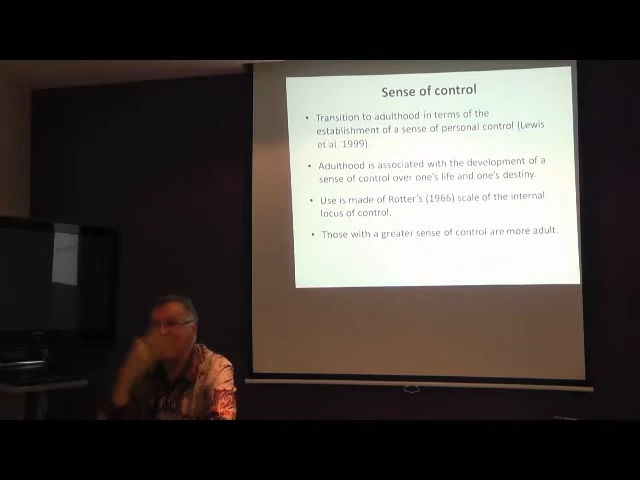 Sense of control
• Transition to adulthood in terms of the
establishment of a sense of personal control (Lewis
et al. 1999).
• Adulthood is associated with the development of a
sense of control over one's life and one's destiny.
• Use is made of Rotter's (1966) scale of the internal
locus of control.
• Those with a greater sense of control are more adult.